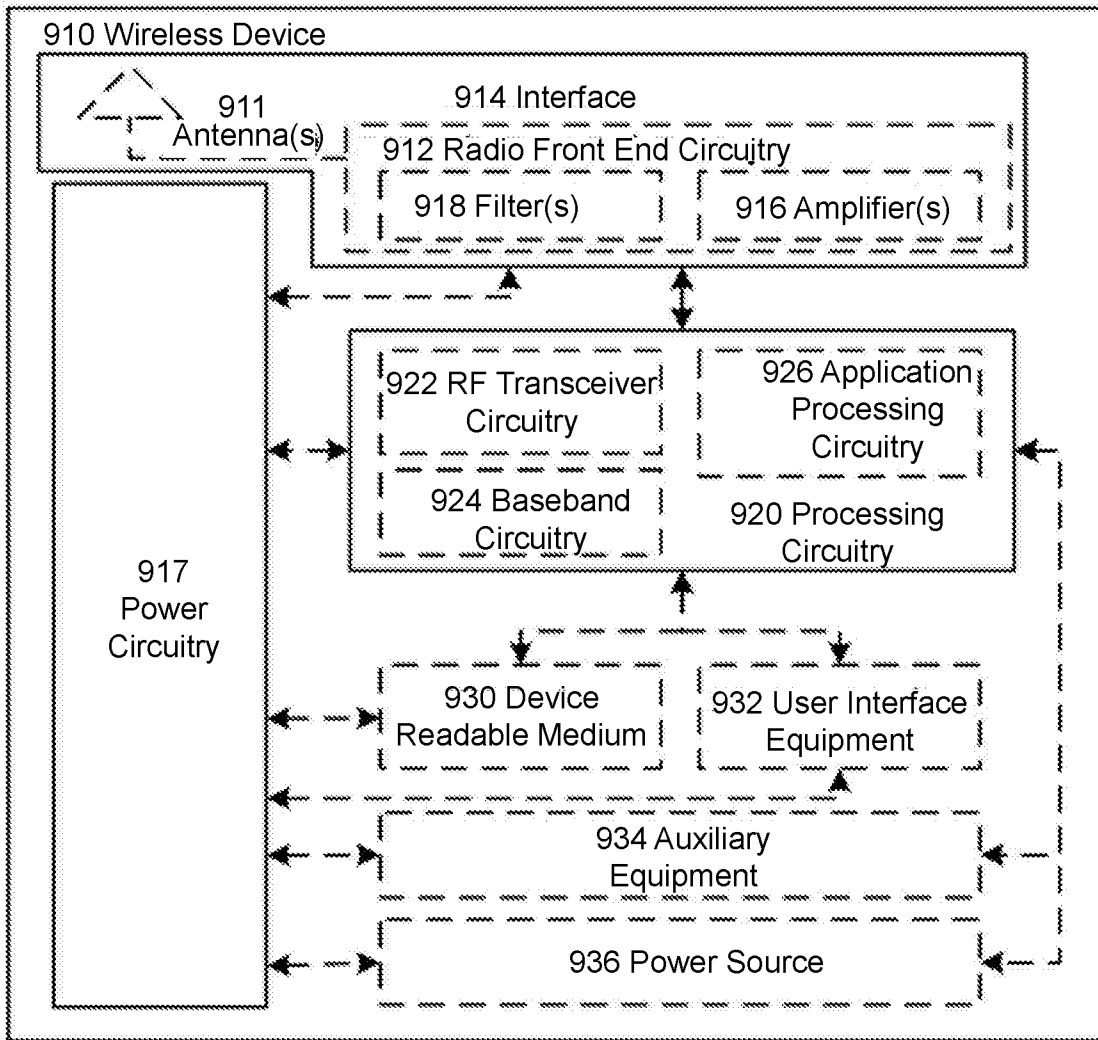 910 Wireless Device
911
Antenna(s)
914 Interface
912 Radio Front End Circuitry
918 Filter(s)
916 Amplifier(s)
922 RF Transceiver
Circuitry
926 Application
Processing
Circuitry
924 Baseband
Circuitry
920 Processing
Circuitry
917
Power
Circuitry
930 Device
Readable Medium
932 User Interface
Equipment
934 Auxiliary
Equipment
936 Power Source